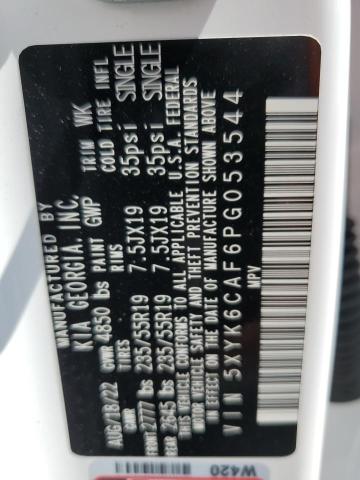 MANUFACTURED BY
KIA GEORGIA, INC.
AUG/18/22 PAINT GWP TRIM WK
GVWR 4850 lbs
TIRES RIMS COLD TIRE INFL
FRONT 2777 lbs 235/55R19 7.5JX19 35psi SINGLE
REAR 2645 lbs 235/55R19 7.5JX19 35psi SINGLE
THIS VEHICLE CONFORMS TO ALL APPLICABLE U.S.A. FEDERAL
MOTOR VEHICLE SAFETY AND THEFT PREVENTION STANDARDS
IN EFFECT ON THE DATE OF MANUFACTURE SHOWN ABOVE
VIN 5XYK6CAF6PG053544
MPV
W420